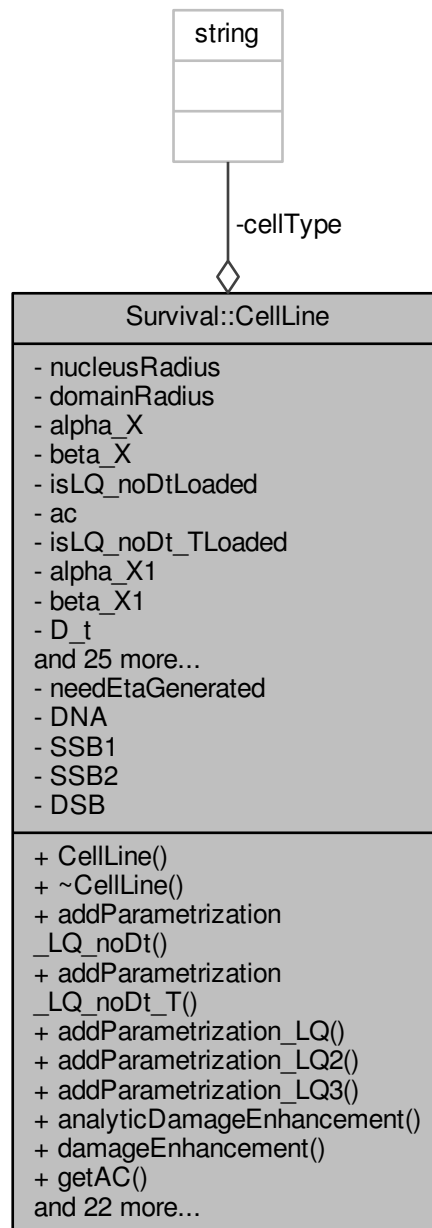 string
-cellType
Survival::CellLine
- nucleusRadius
- domainRadius
- alpha_X
- beta_X
- isLQ_noDtLoaded
- ac
- isLQ_noDt_TLoaded
- alpha_X1
- beta_X1
- D_t
and 25 more...
- needEtaGenerated
- DNA
- SSB1
- SSB2
- DSB
+ CellLine()
+ ~CellLine()
+ addParametrization
_LQ_noDt()
+ addParametrization
_LQ_noDt_T()
+ addParametrization_LQ()
+ addParametrization_LQ2()
+ addParametrization_LQ3()
+ analyticDamageEnhancement()
+ damageEnhancement()
+ getAC()
and 22 more...